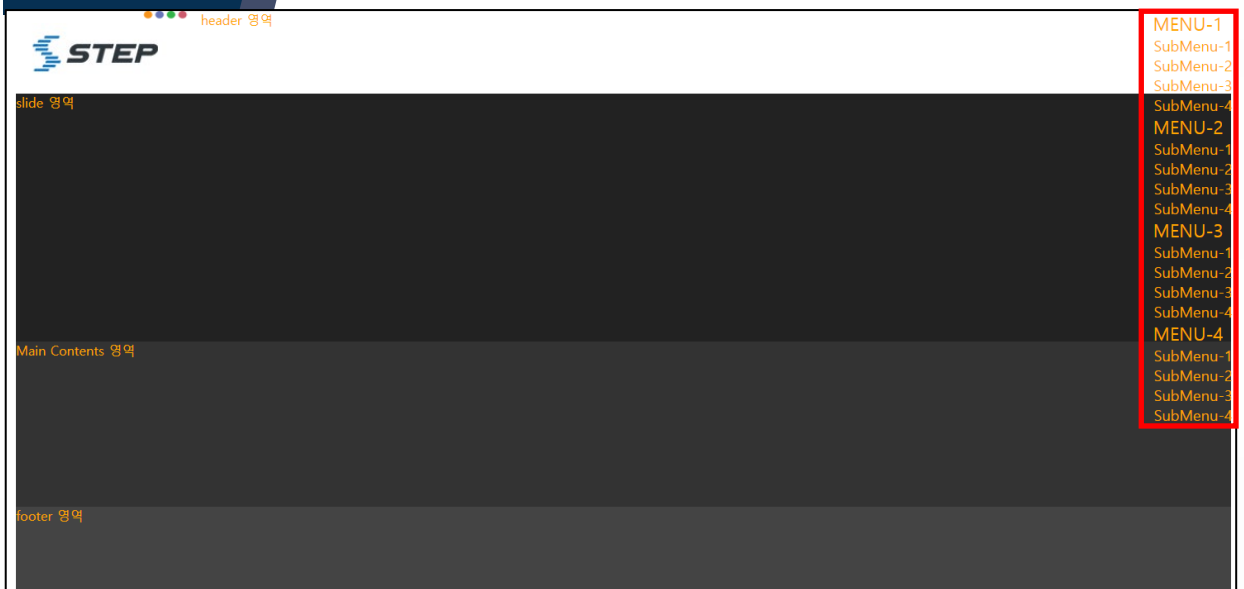 header 영역
STEP
slide 영역
Main Contents 영역
footer 영역
MENU-1
SubMenu-1
SubMenu-2
SubMenu-3
SubMenu-4
MENU-2
SubMenu-1
SubMenu-2
SubMenu-3
SubMenu-4
MENU-3
SubMenu-1
SubMenu-2
SubMenu-3
SubMenu-4
MENU-4
SubMenu-1
SubMenu-2
SubMenu-3
SubMenu-4